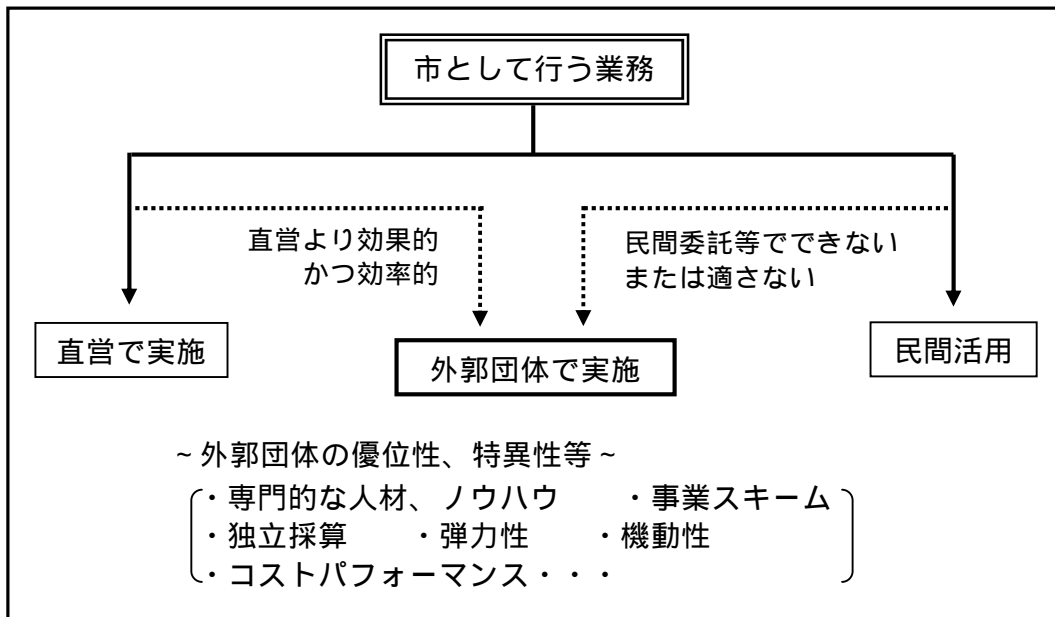 市として行う業務
直営より効果的
かつ効率的
民間委託等でできない
または適さない
直営で実施
外郭団体で実施
民間活用
~外郭団体の優位性、特異性等~
・専門的な人材、ノウハウ ・事業スキーム
・独立採算 ・弾力性 ・機動性
・コストパフォーマンス・・・